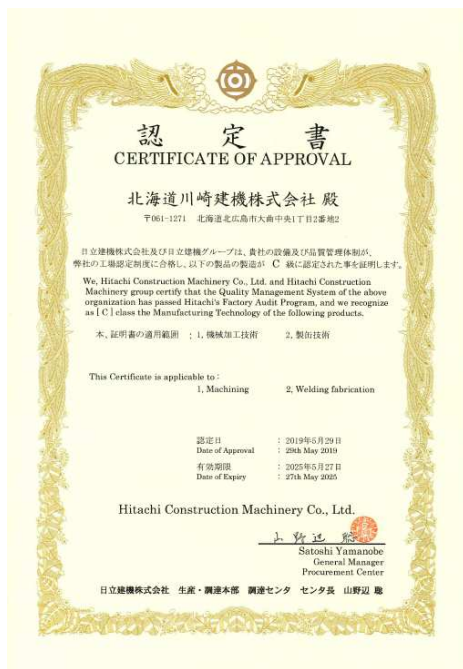 認 定 書
CERTIFICATE OF APPROVAL
北海道川崎建機株式会社 殿
〒061-1271 北海道北広島市大曲中央1丁目2番地2
日立建機株式会社及び日立建機グループは、貴社の設備及び品質管理体制が、
弊社の工場認定制度に合格し、以下の製品の製造が C 級に認定された事を証明します。
We, Hitachi Construction Machinery Co., Ltd. and Hitachi Construction
Machinery group certify that the Quality Management System of the above
organization has passed Hitachi's Factory Audit Program, and we recognize
as [ C ] class the Manufacturing Technology of the following products.
本、証明書の適用範囲 : 1, 機械加工技術 2, 製缶技術
This Certificate is applicable to :
1, Machining 2, Welding fabrication
認定日 : 2019年5月29日
Date of Approval : 29th May 2019
有効期限 : 2025年5月27日
Date of Expiry : 27th May 2025
Hitachi Construction Machinery Co., Ltd.
山野辺 聡
Satoshi Yamanobe
General Manager
Procurement Center
日立建機株式会社 生産・調達本部 調達センタ センタ長 山野辺 聡